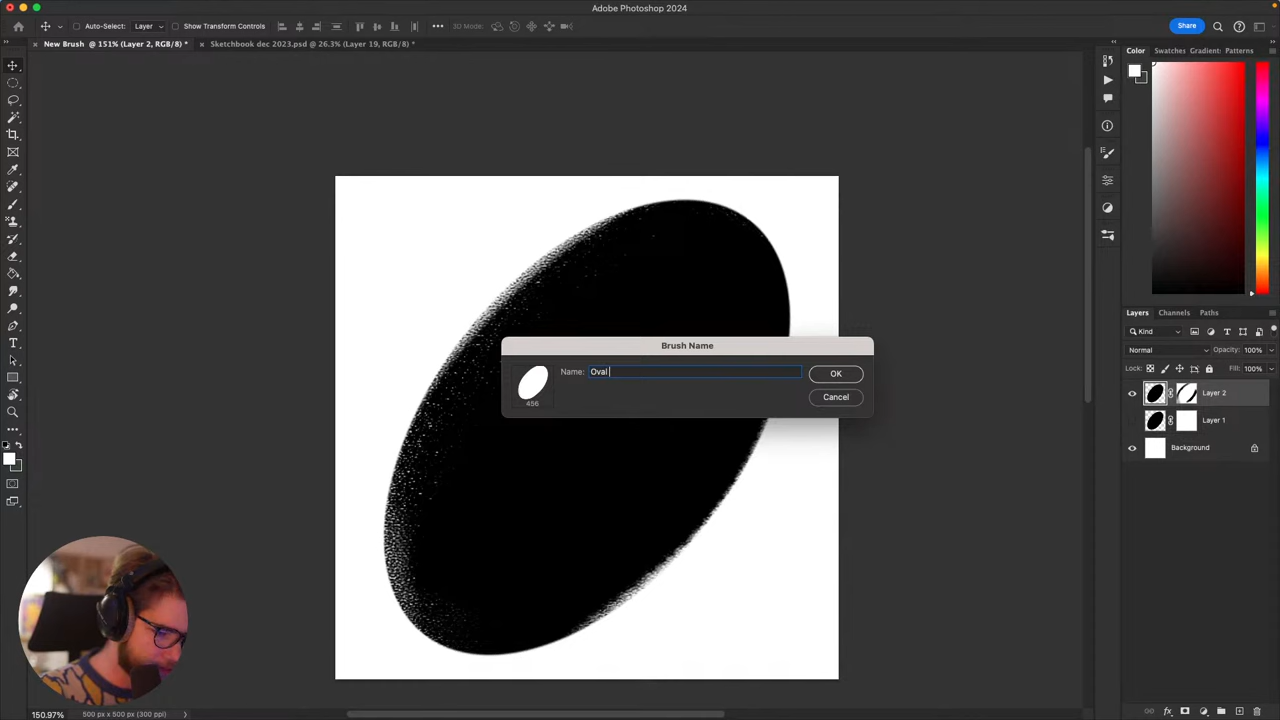 Adobe Photoshop 2024
Auto-Select: Layer Show Transform Controls 3D Mode: Share
New Brush @ 151% (Layer 2, RGB/8) * Sketchbook dec 2023.psd @ 26.3% (Layer 19, RGB/8) *
Color Swatches Gradient Patterns
Brush Name
Name: Oval
OK
456
Cancel
Layers Channels Paths
Kind
Normal Opacity: 100%
Lock: Fill: 100%
Layer 2
Layer 1
Background
150.97% 500 px x 500 px (300 ppi)